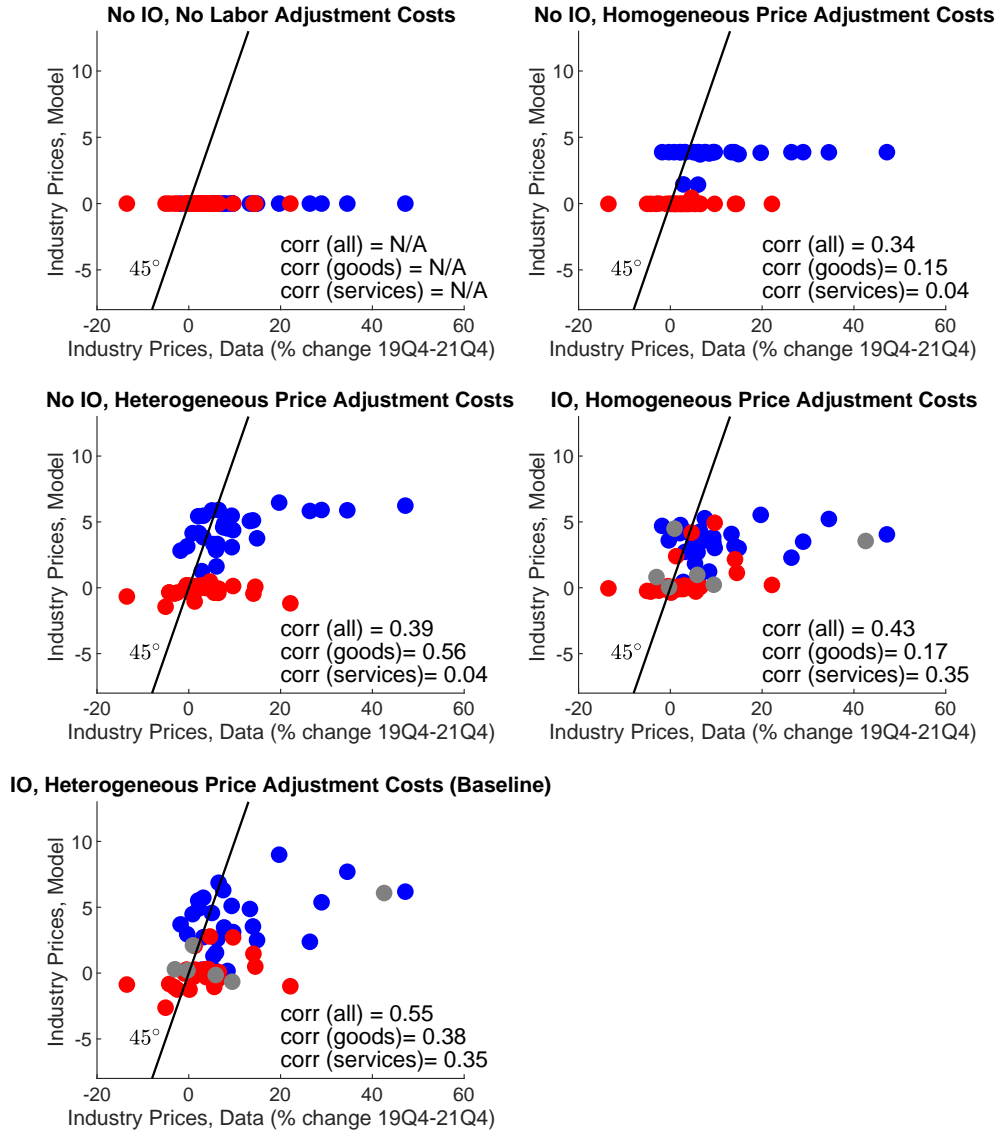 No IO, No Labor Adjustment Costs
Industry Prices, Model
10
5
0
-5
45°
corr (all) = N/A
corr (goods) = N/A
corr (services) = N/A
-20 0 20 40 60
Industry Prices, Data (% change 19Q4-21Q4)
No IO, Homogeneous Price Adjustment Costs
Industry Prices, Model
10
5
0
-5
45°
corr (all) = 0.34
corr (goods)= 0.15
corr (services)= 0.04
-20 0 20 40 60
Industry Prices, Data (% change 19Q4-21Q4)
No IO, Heterogeneous Price Adjustment Costs
Industry Prices, Model
10
5
0
-5
45°
corr (all) = 0.39
corr (goods)= 0.56
corr (services)= 0.04
-20 0 20 40 60
Industry Prices, Data (% change 19Q4-21Q4)
IO, Homogeneous Price Adjustment Costs
Industry Prices, Model
10
5
0
-5
45°
corr (all) = 0.43
corr (goods)= 0.17
corr (services)= 0.35
-20 0 20 40 60
Industry Prices, Data (% change 19Q4-21Q4)
IO, Heterogeneous Price Adjustment Costs (Baseline)
Industry Prices, Model
10
5
0
-5
45°
corr (all) = 0.55
corr (goods)= 0.38
corr (services)= 0.35
-20 0 20 40 60
Industry Prices, Data (% change 19Q4-21Q4)